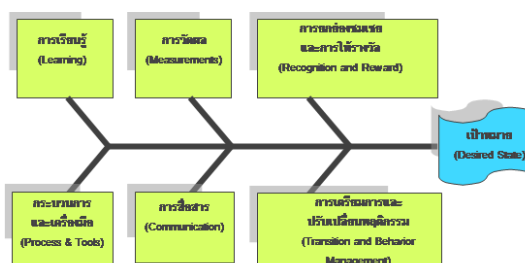 การเรียนรู้
(Learning)
การวัดผล
(Measurements)
การยกย่องชมเชย
และการให้รางวัล
(Recognition and Reward)
เป้าหมาย
(Desired State)
กระบวนการ
และเครื่องมือ
(Process & Tools)
การสื่อสาร
(Communication)
การเตรียมการและ
ปรับเปลี่ยนพฤติกรรม
(Transition and Behavior
Management)